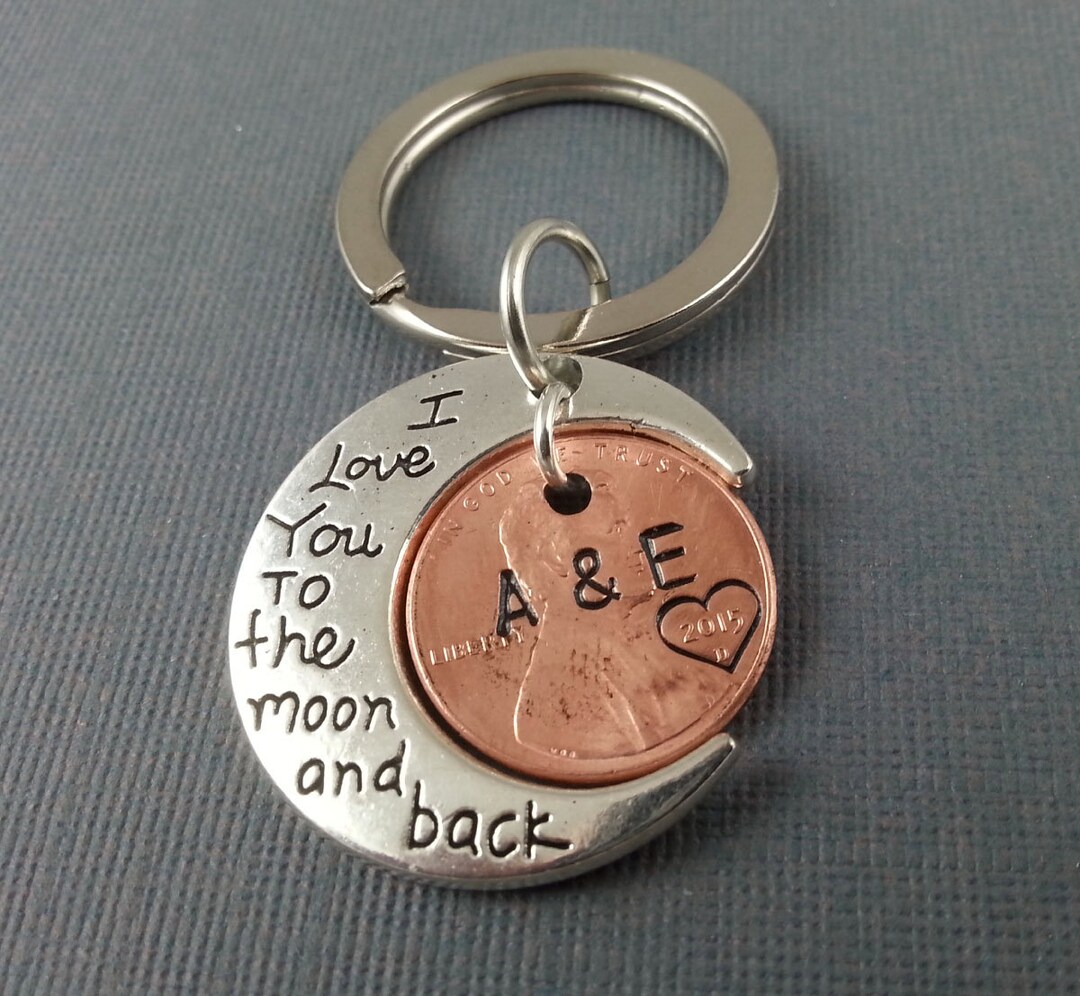 I
Love
You
To
the
moon
and
back
IN GOD WE TRUST
A & E
LIBERTY
2015
D